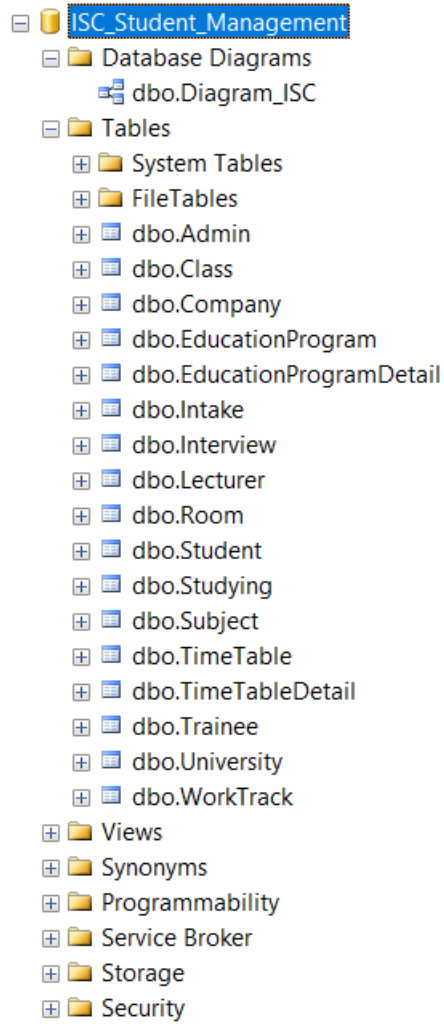 ISC_Student_Management
Database Diagrams
dbo.Diagram_ISC
Tables
System Tables
FileTables
dbo.Admin
dbo.Class
dbo.Company
dbo.EducationProgram
dbo.EducationProgramDetail
dbo.Intake
dbo.Interview
dbo.Lecturer
dbo.Room
dbo.Student
dbo.Studying
dbo.Subject
dbo.TimeTable
dbo.TimeTableDetail
dbo.Trainee
dbo.University
dbo.WorkTrack
Views
Synonyms
Programmability
Service Broker
Storage
Security